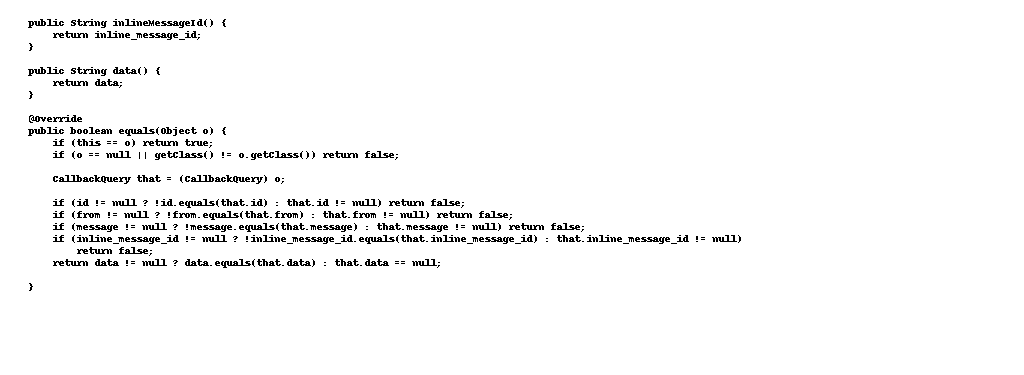 public String inlineMessageId() {
    return inline_message_id;
}

public String data() {
    return data;
}

@Override
public boolean equals(Object o) {
    if (this == o) return true;
    if (o == null || getClass() != o.getClass()) return false;

    CallbackQuery that = (CallbackQuery) o;

    if (id != null ? !id.equals(that.id) : that.id != null) return false;
    if (from != null ? !from.equals(that.from) : that.from != null) return false;
    if (message != null ? !message.equals(that.message) : that.message != null) return false;
    if (inline_message_id != null ? !inline_message_id.equals(that.inline_message_id) : that.inline_message_id != null)
        return false;
    return data != null ? data.equals(that.data) : that.data == null;

}